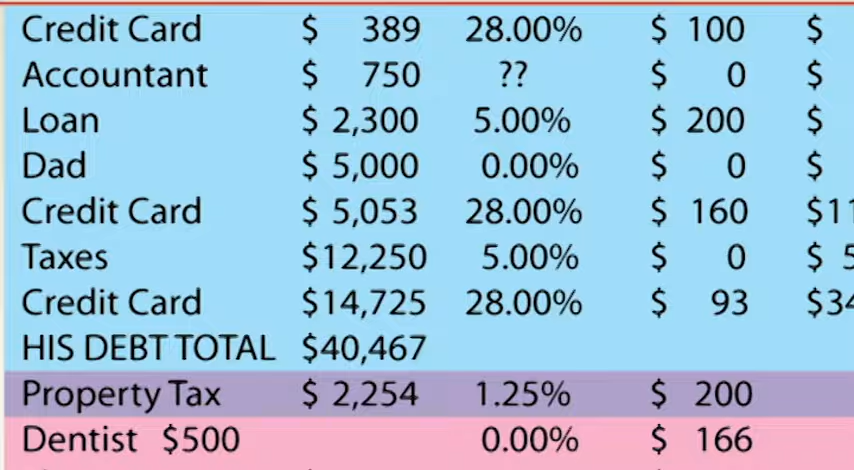 Credit Card $ 389 28.00% $ 100 $
Accountant $ 750 ?? $ 0 $
Loan $ 2,300 5.00% $ 200 $
Dad $ 5,000 0.00% $ 0 $
Credit Card $ 5,053 28.00% $ 160 $11
Taxes $12,250 5.00% $ 0 $ 5
Credit Card $14,725 28.00% $ 93 $34
HIS DEBT TOTAL $40,467
Property Tax $ 2,254 1.25% $ 200
Dentist $500 0.00% $ 166